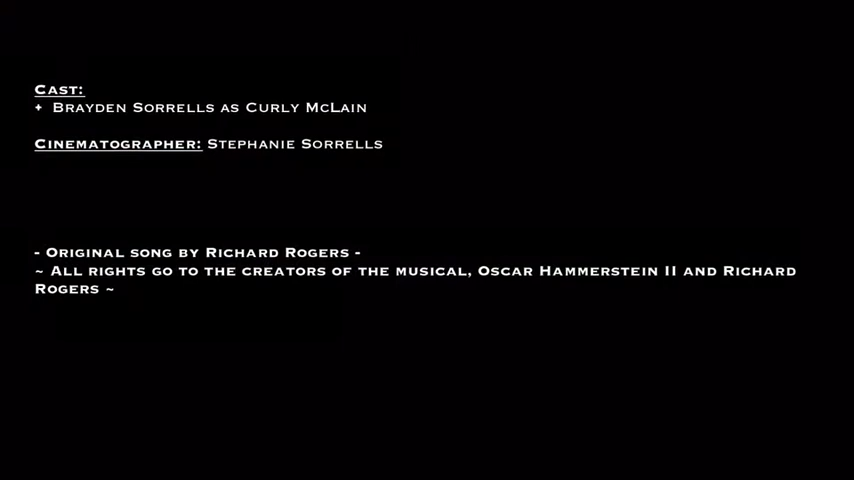 Cast:
+ Brayden Sorrells as Curly McLain
Cinematographer: Stephanie Sorrells
- Original song by Richard Rogers -
~ All rights go to the creators of the musical, Oscar Hammerstein II and Richard
Rogers ~